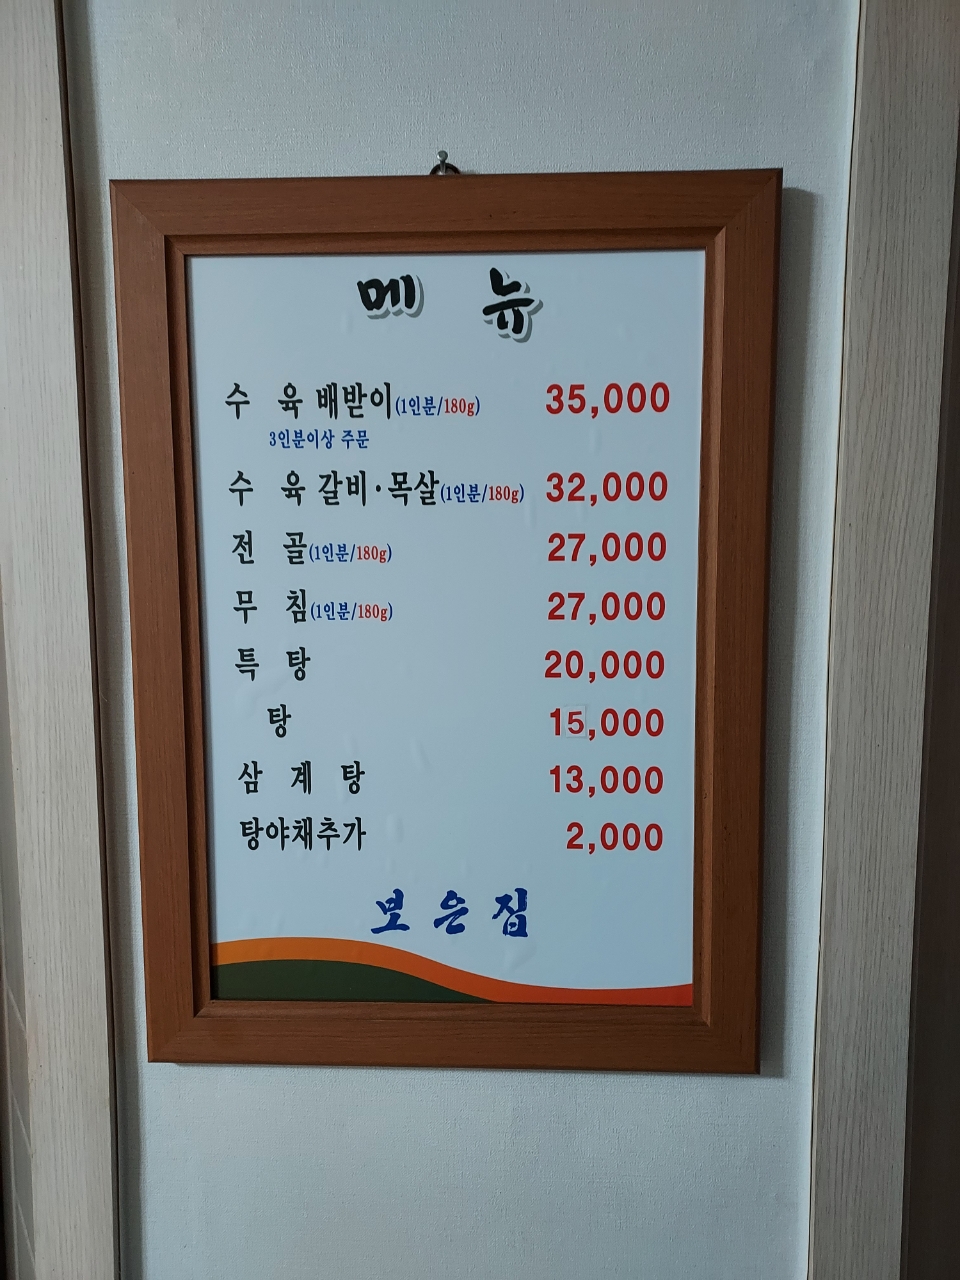 메 뉴
수 육 배받이(1인분/180g) 35,000
3인분이상 주문
수 육 갈비·목살(1인분/180g) 32,000
전 골(1인분/180g) 27,000
무 침(1인분/180g) 27,000
특 탕 20,000
탕 15,000
삼 계 탕 13,000
탕야채추가 2,000
보 은 집